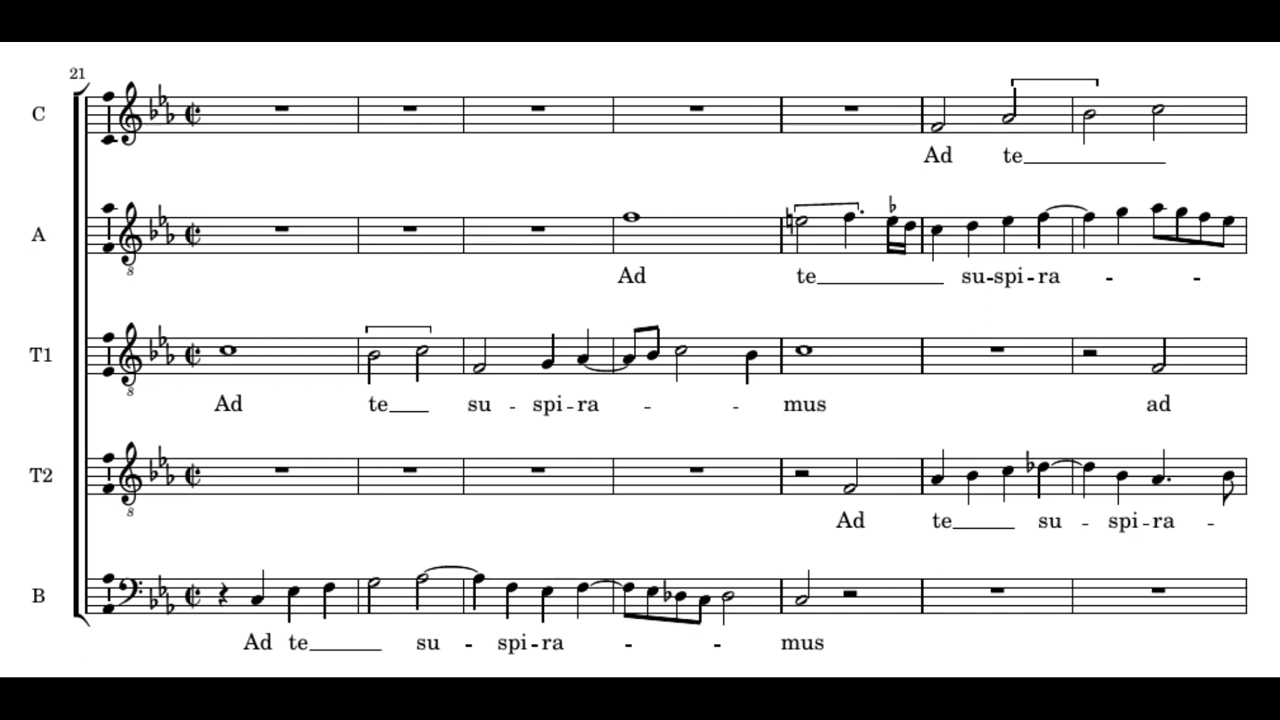 21
C
Ad te
A
Ad te su - spi - ra - -
T1
Ad te su - spi - ra - - mus ad
T2
Ad te su - spi - ra -
B
Ad te su - spi - ra - - mus